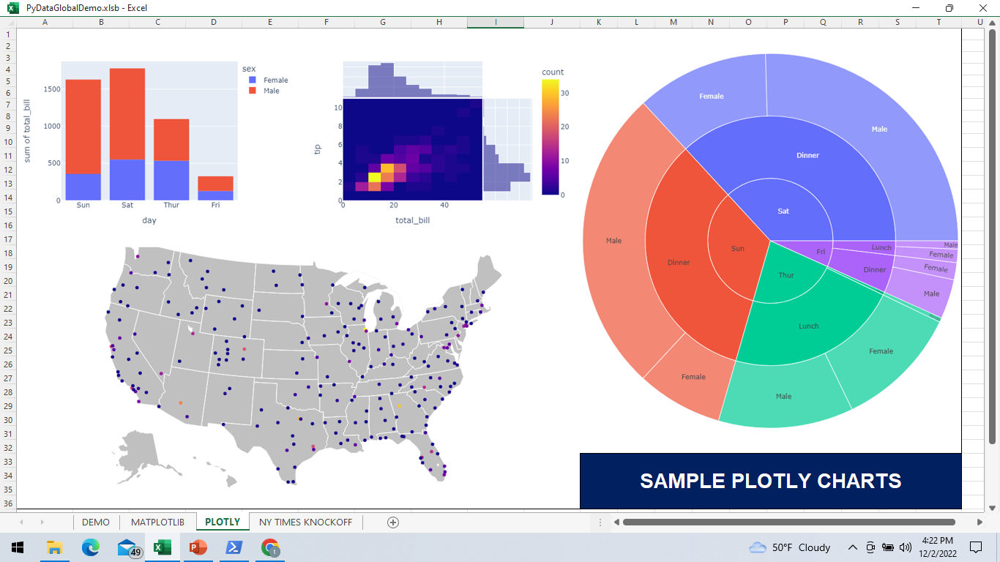 PyDataGlobalDemo.xlsb - Excel
A B C D E F G H I J K L M N O P Q R S T U
1
2
3
4
5
6
7
8
9
10
11
12
13
14
15
16
17
18
19
20
21
22
23
24
25
26
27
28
29
30
31
32
33
34
35
36
sex
Female
Male
sum of total_bill
1500
1000
500
0
Sun Sat Thur Fri
day
count
30
20
10
0
tip
10
8
6
4
2
0
0 20 40
total_bill
Female
Male
Dinner
Sat
Male
Dinner
Sun
Female
Fri
Lunch
Male
Female
Dinner
Female
Male
Thur
Lunch
Female
Male
SAMPLE PLOTLY CHARTS
DEMO MATPLOTLIB PLOTLY NY TIMES KNOCKOFF
49
50°F Cloudy
4:22 PM
12/2/2022